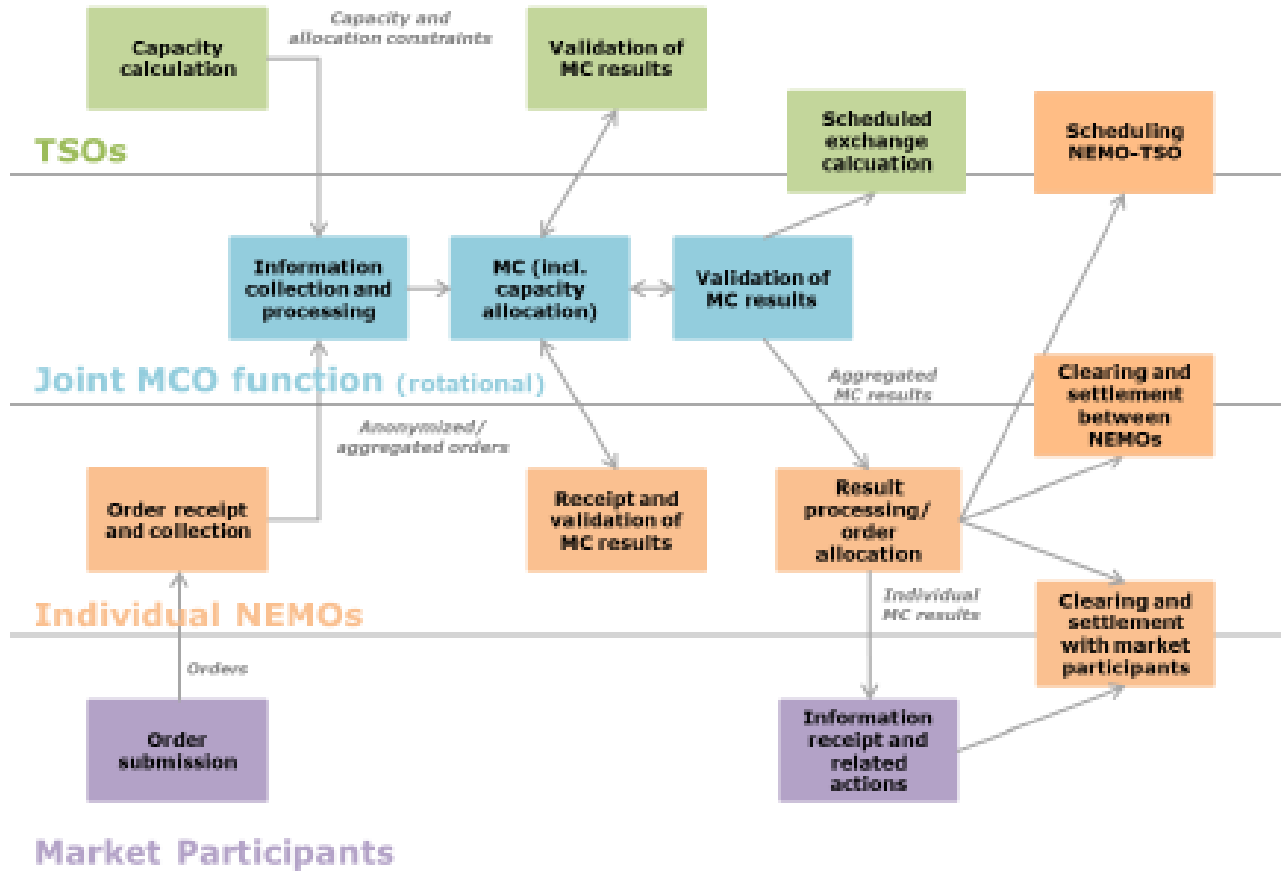 Capacity and
allocation constraints
Capacity
calculation
Validation of
MC results
Scheduled
exchange
calcuation
Scheduling
NEMO-TSO
TSOs
Information
collection and
processing
MC (incl.
capacity
allocation)
Validation of
MC results
Joint MCO function (rotational)
Aggregated
MC results
Clearing and
settlement
between
NEMOs
Anonymized/
aggregated orders
Order receipt
and collection
Receipt and
validation of
MC results
Result
processing/
order
allocation
Individual NEMOs
Individual
MC results
Clearing and
settlement
with market
participants
Orders
Order
submission
Information
receipt and
related
actions
Market Participants